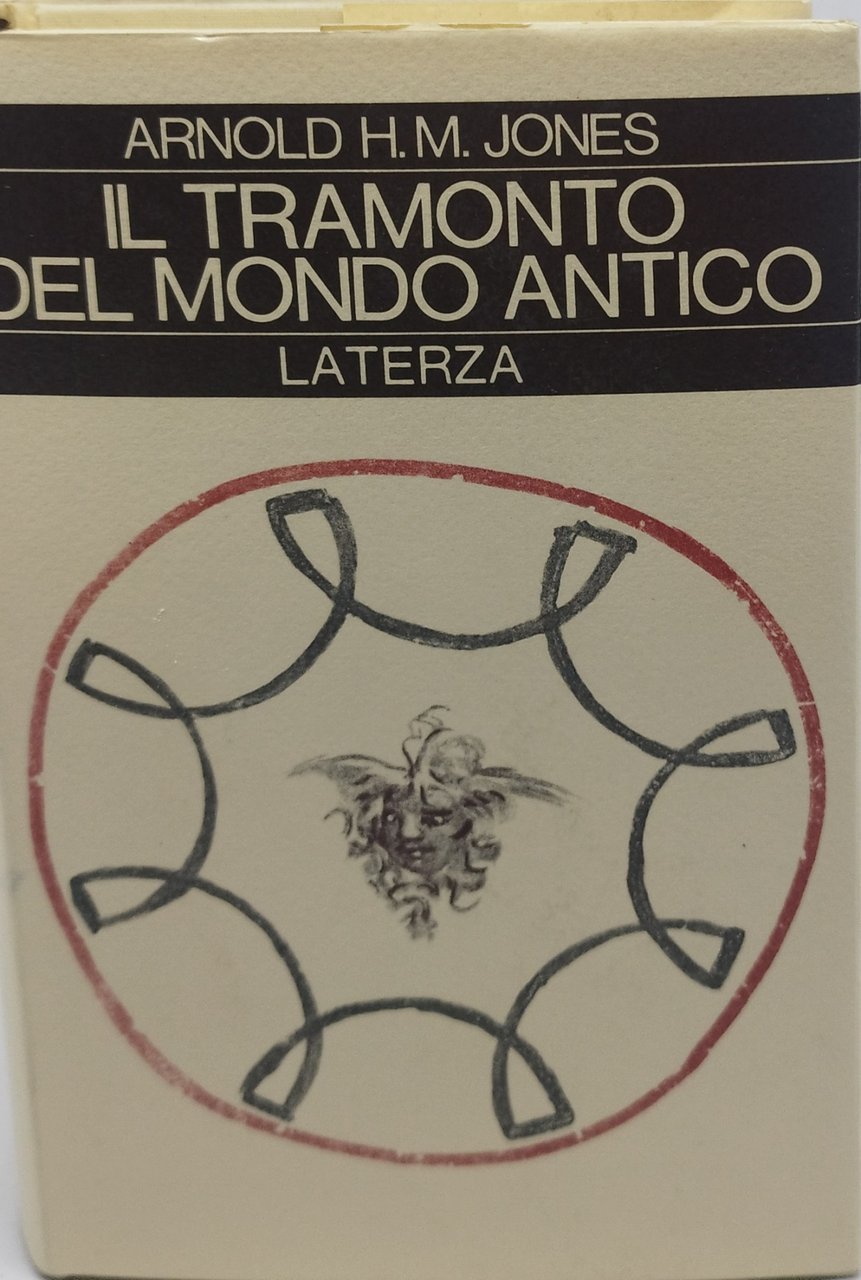 ARNOLD H. M. JONES
IL TRAMONTO
DEL MONDO ANTICO
LATERZA